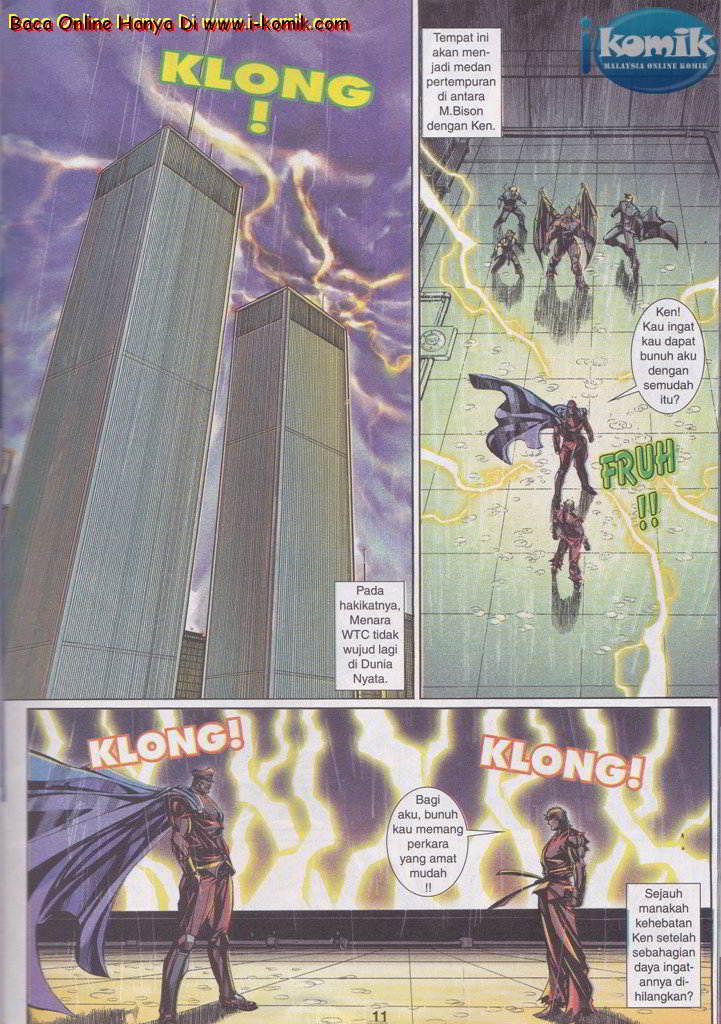 Baca Online Hanya Di www.i-komik.com
KLONG
!
Pada
hakikatnya,
Menara
WTC tidak
wujud lagi
di Dunia
Nyata.
Tempat ini
akan men-
jadi medan
pertempuran
di antara
M.Bison
dengan Ken.
ikomik
MALAYSIA ONLINE KOMIK
Ken!
Kau ingat
kau dapat
bunuh aku
dengan
semudah
itu?
FRUH
!!
KLONG!
KLONG!
Bagi
aku, bunuh
kau memang
perkara
yang amat
mudah
!!
Sejauh
manakah
kehebatan
Ken setelah
sebahagian
daya ingat-
annya di-
hilangkan?
11